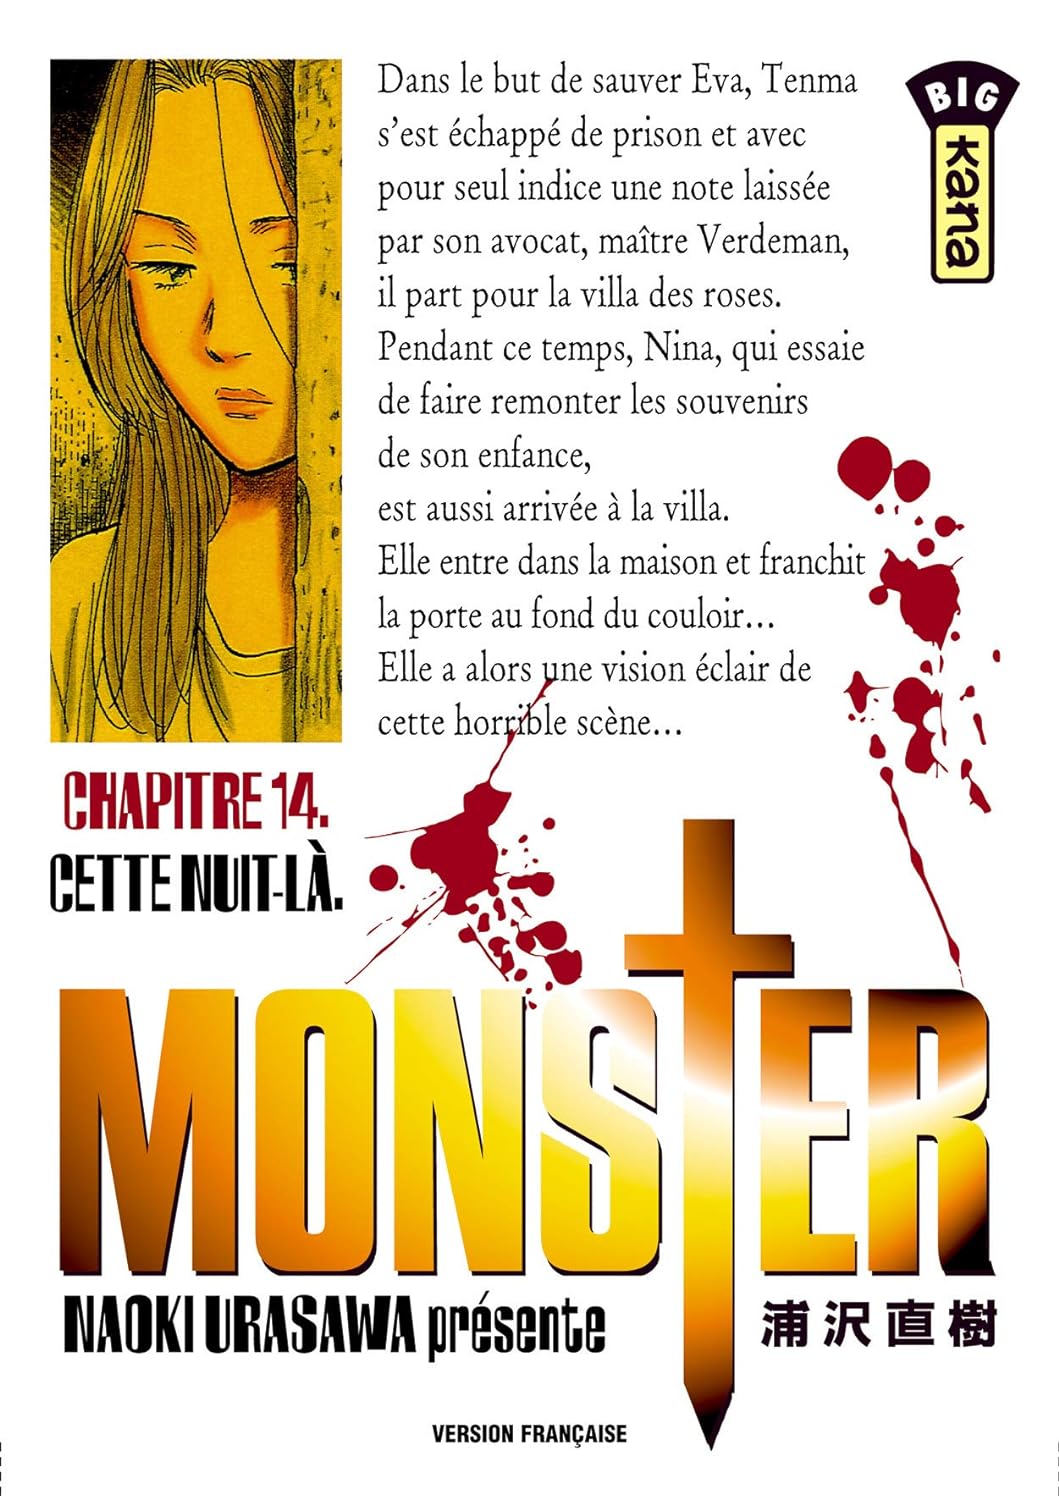 Dans le but de sauver Eva, Tenma
s'est échappé de prison et avec
pour seul indice une note laissée
par son avocat, maître Verdeman,
il part pour la villa des roses.
Pendant ce temps, Nina, qui essaie
de faire remonter les souvenirs
de son enfance,
est aussi arrivée à la villa.
Elle entre dans la maison et franchit
la porte au fond du couloir...
Elle a alors une vision éclair de
cette horrible scène...
BIG
KANA
CHAPITRE 14.
CETTE NUIT-LÀ.
MONSTER
NAOKI URASAWA présente
浦沢直樹
VERSION FRANÇAISE